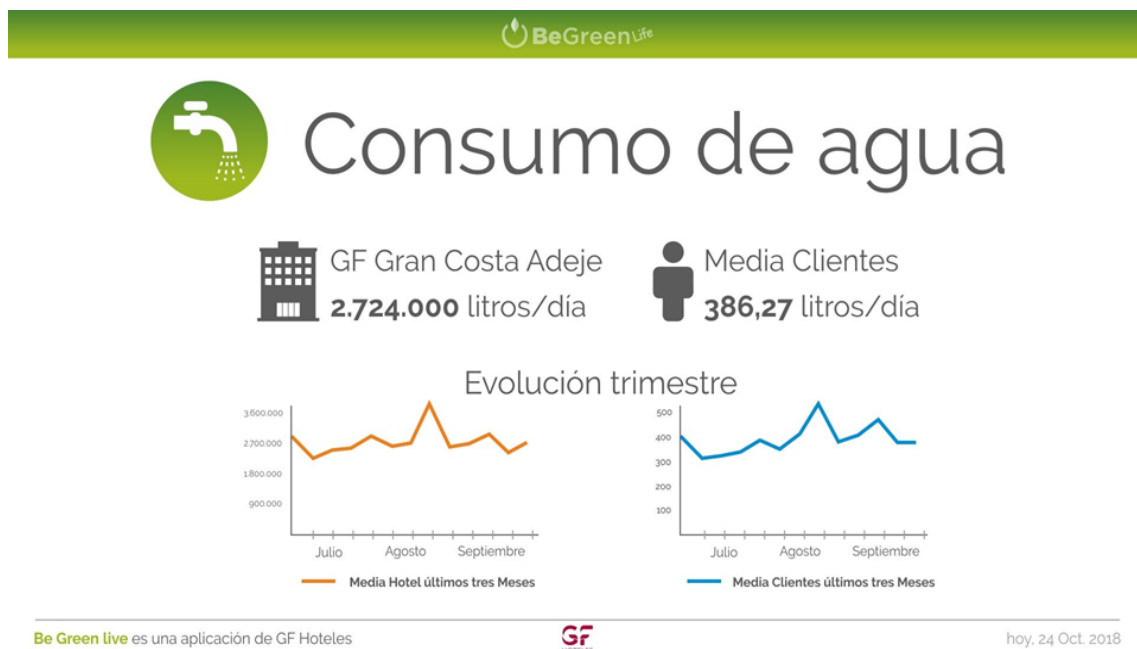 BeGreen Life
Consumo de agua
GF Gran Costa Adeje
2.724.000 litros/día
Media Clientes
386,27 litros/día
Evolución trimestre
3.600.000
2.700.000
1.800.000
900.000
Julio Agosto Septiembre
Media Hotel últimos tres Meses
500
400
300
200
100
Julio Agosto Septiembre
Media Clientes últimos tres Meses
Be Green live es una aplicación de GF Hoteles
GF
hoy, 24 Oct. 2018